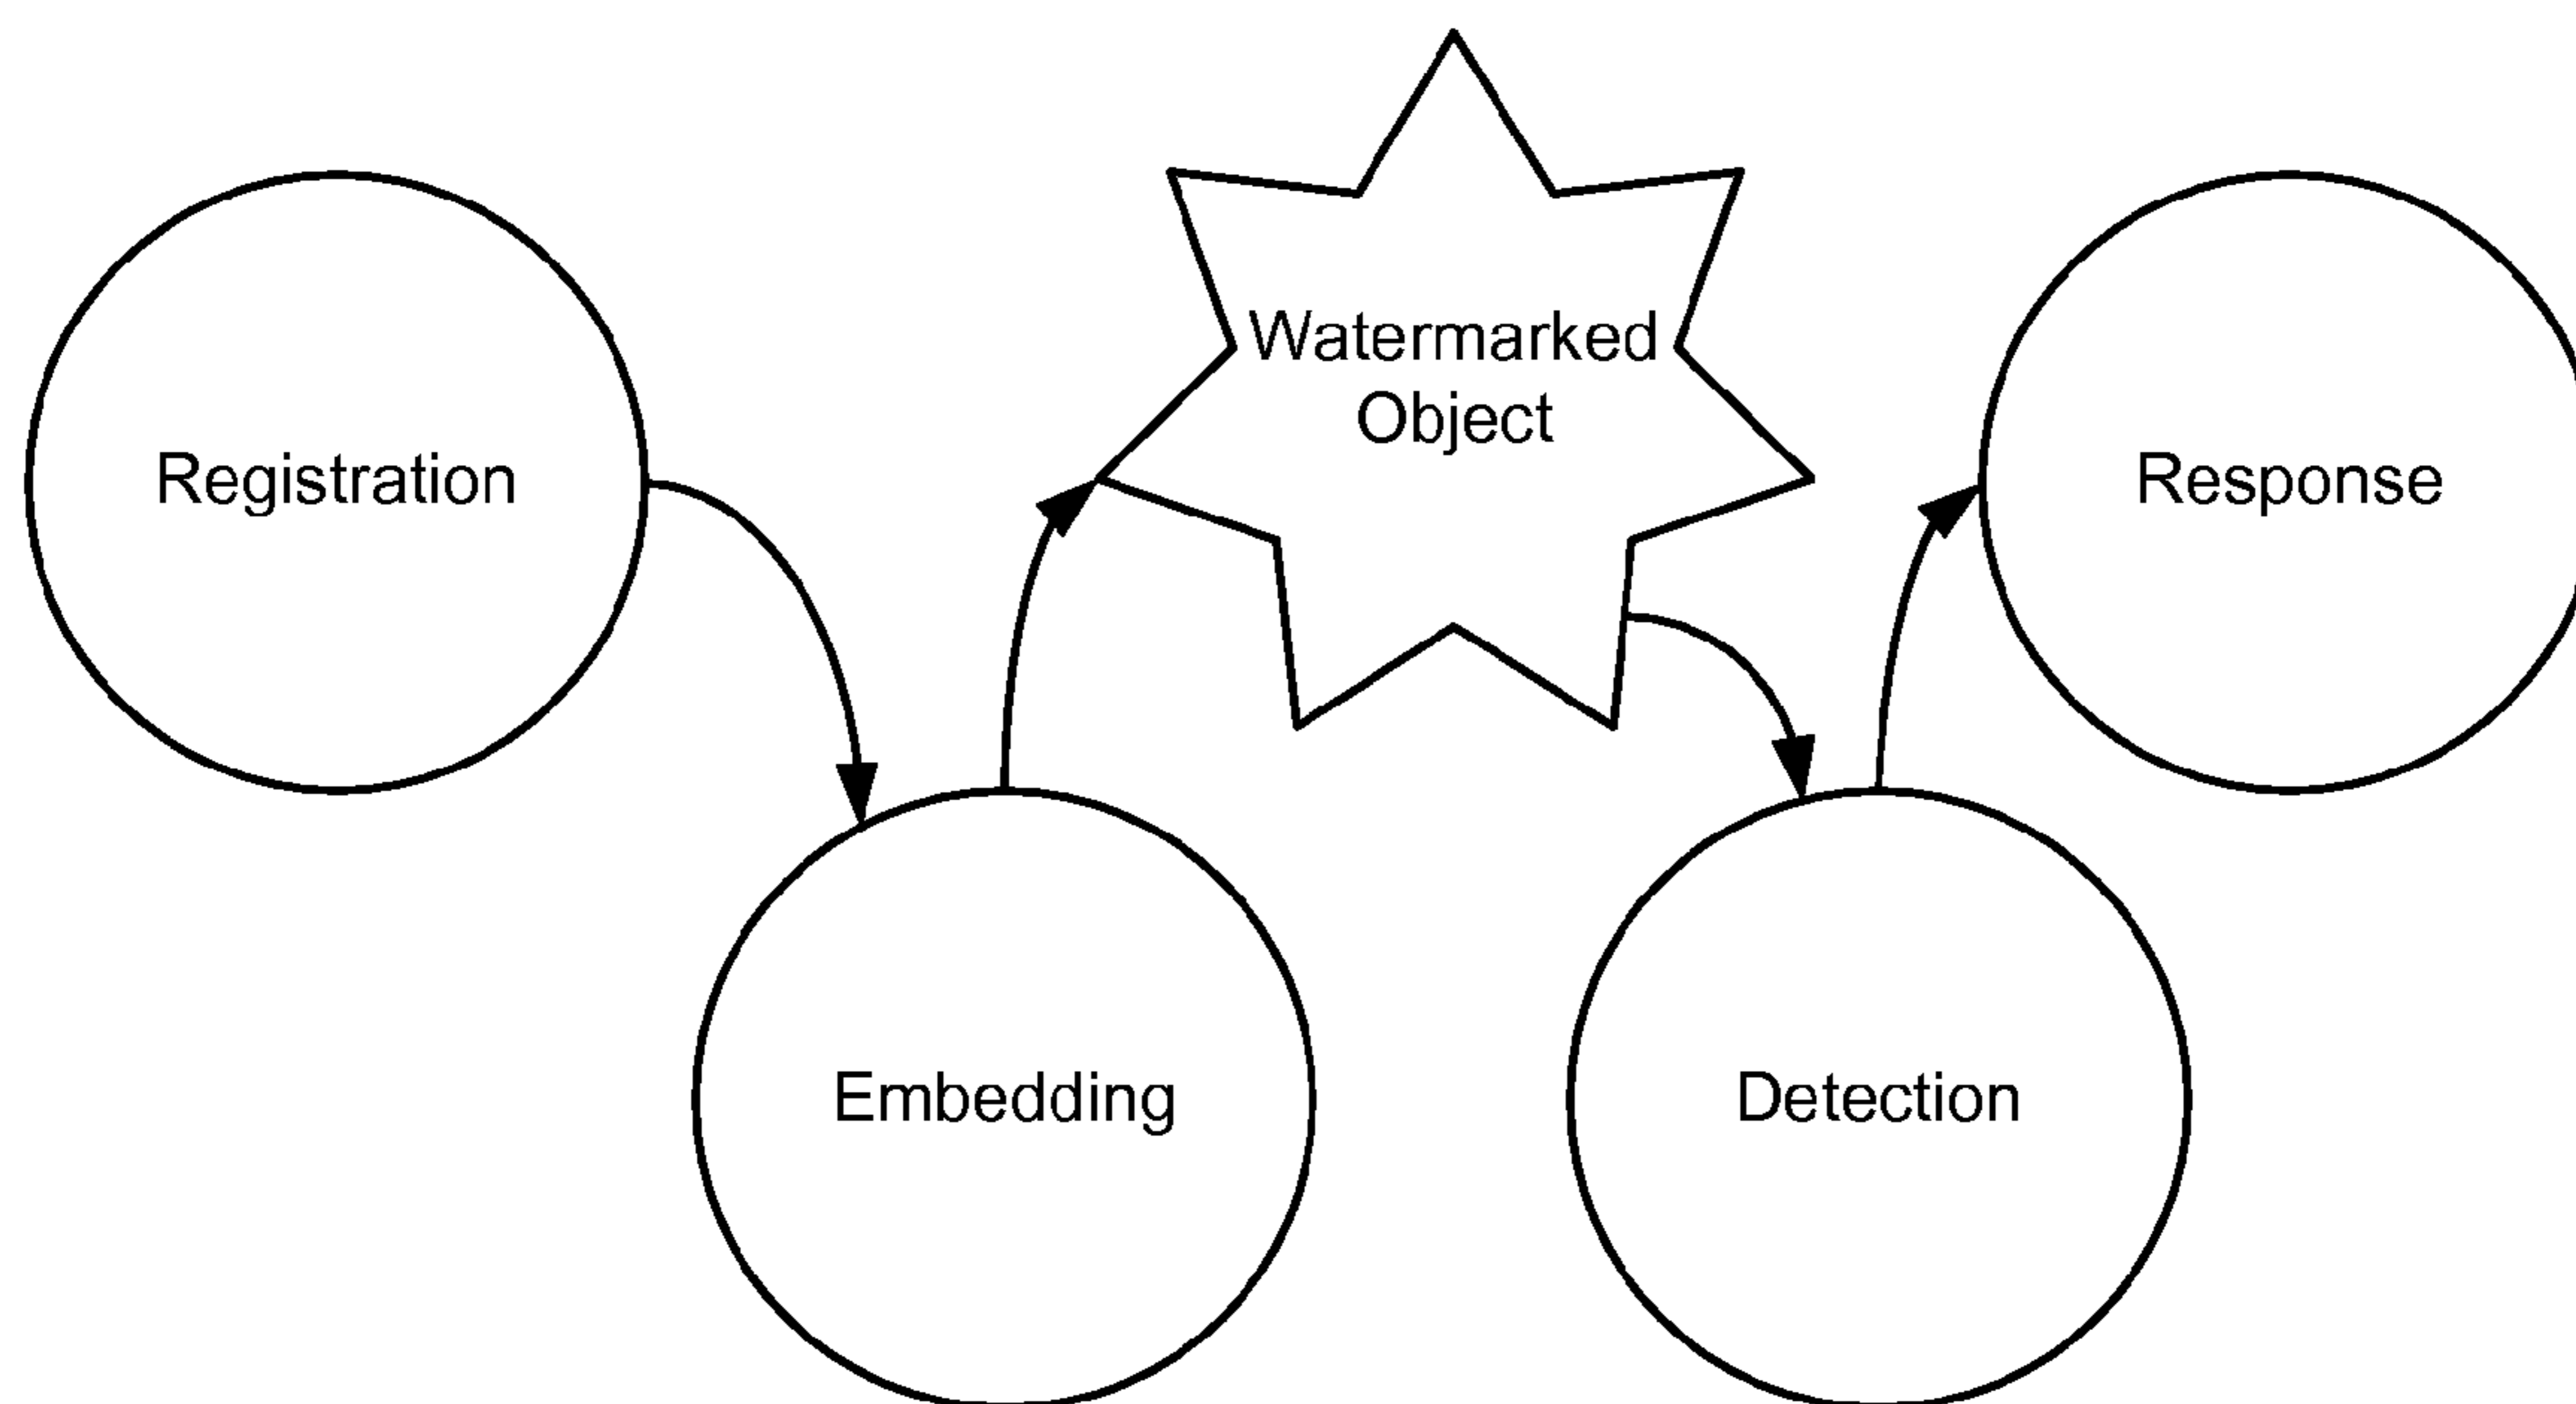 Watermarked
Object
Registration
Response
Embedding
Detection